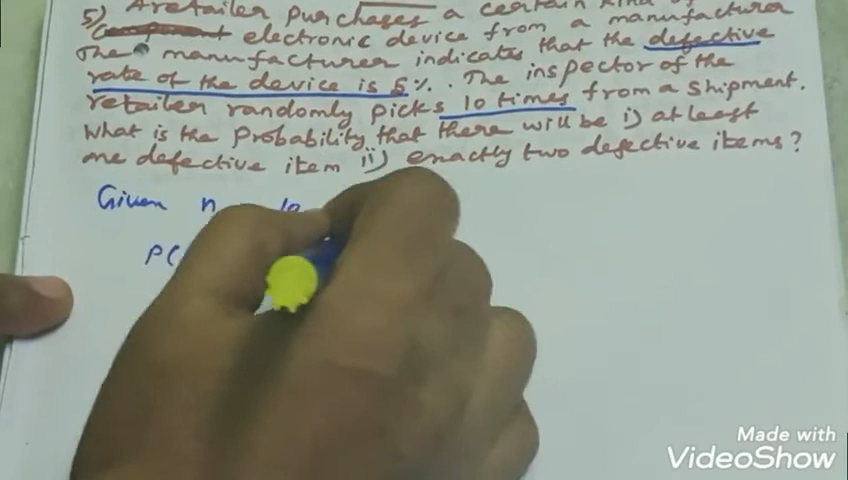 5) A retailer purchases a certain kind of
electronic device from a manufacturer
The manufacturer indicates that the defective
rate of the device is 5%. The inspector of the
retailer randomly picks 10 times from a shipment.
What is the probability that there will be i) at least
one defective item ii) exactly two defective items?
Given n 10
P(
Made with
VideoShow